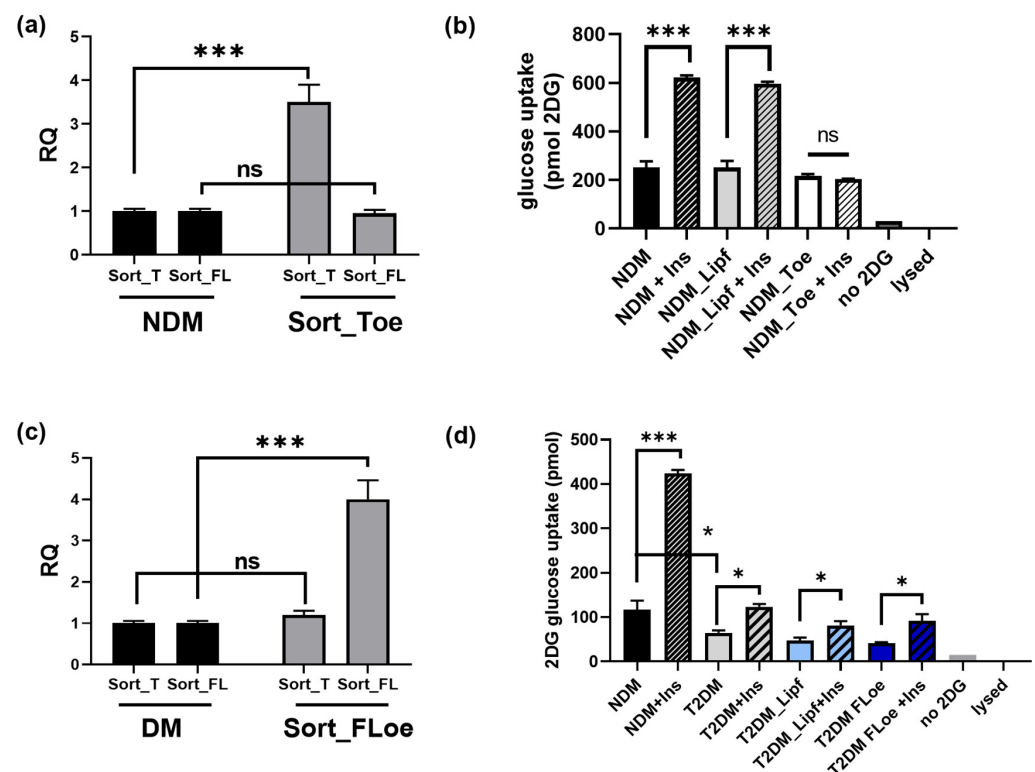 (a)
RQ
5
4
3
2
1
0
***
ns
Sort_T Sort_FL Sort_T Sort_FL
NDM Sort_Toe
(b)
glucose uptake
(pmol 2DG)
800
600
400
200
0
*** ***
ns
NDM
NDM + Ins
NDM_Lipf
NDM_Lipf + Ins
NDM_Toe
NDM_Toe + Ins
no 2DG
lysed
(c)
RQ
5
4
3
2
1
0
***
ns
Sort_T Sort_FL Sort_T Sort_FL
DM Sort_FLoe
(d)
2DG glucose uptake (pmol)
500
400
300
200
100
0
***
*
* * *
NDM
NDM+Ins
T2DM
T2DM+Ins
T2DM_Lipf
T2DM_Lipf+Ins
T2DM FLoe
T2DM FLoe +Ins
no 2DG
lysed